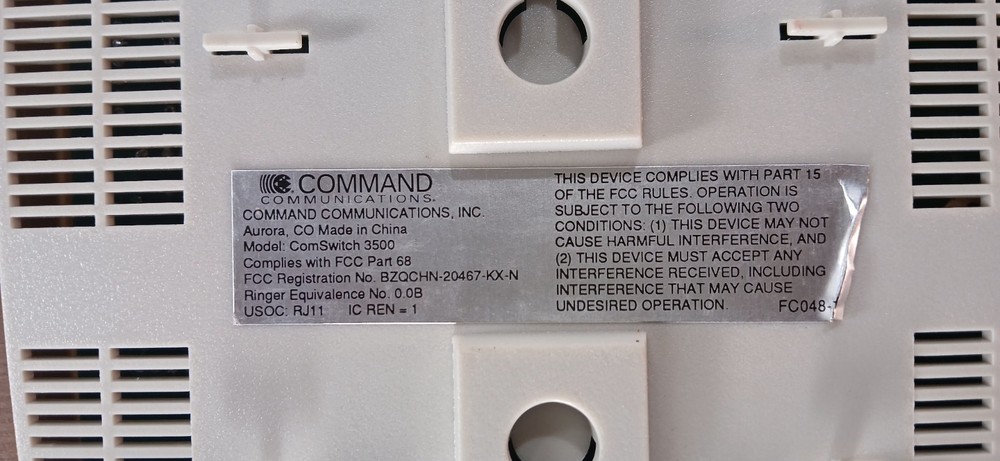 COMMAND
COMMUNICATIONS
COMMAND COMMUNICATIONS, INC.
Aurora, CO Made in China
Model: ComSwitch 3500
Complies with FCC Part 68
FCC Registration No. BZQCHN-20467-KX-N
Ringer Equivalence No. 0.0B
USOC: RJ11 IC REN = 1
THIS DEVICE COMPLIES WITH PART 15
OF THE FCC RULES. OPERATION IS
SUBJECT TO THE FOLLOWING TWO
CONDITIONS: (1) THIS DEVICE MAY NOT
CAUSE HARMFUL INTERFERENCE, AND
(2) THIS DEVICE MUST ACCEPT ANY
INTERFERENCE RECEIVED, INCLUDING
INTERFERENCE THAT MAY CAUSE
UNDESIRED OPERATION.